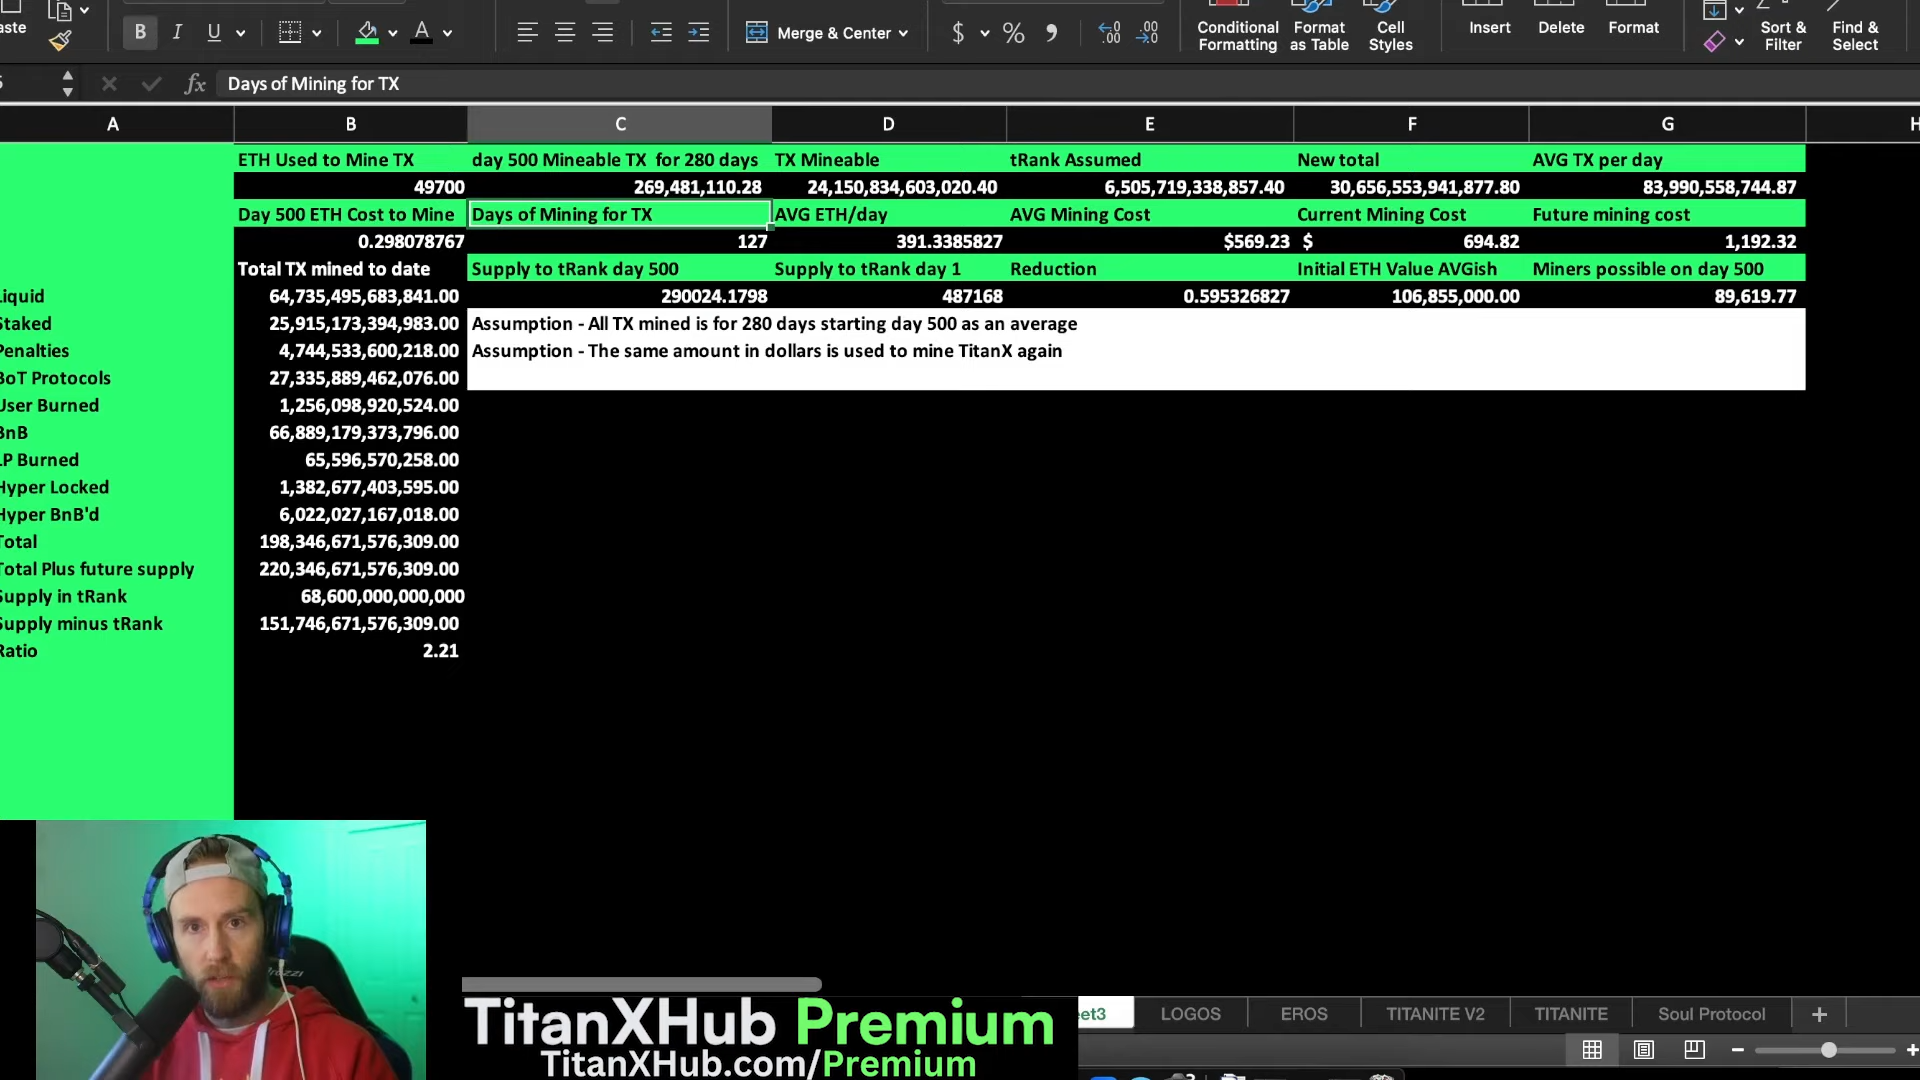 aste
B I U A
Merge & Center
$ % 9
Conditional Formatting
Format as Table
Cell Styles
Insert
Delete
Format
Sort & Filter
Find & Select
fx Days of Mining for TX
A B C D E F G H
ETH Used to Mine TX day 500 Mineable TX for 280 days TX Mineable tRank Assumed New total AVG TX per day
49700 269,481,110.28 24,150,834,603,020.40 6,505,719,338,857.40 30,656,553,941,877.80 83,990,558,744.87
Day 500 ETH Cost to Mine Days of Mining for TX AVG ETH/day AVG Mining Cost Current Mining Cost Future mining cost
0.298078767 127 391.3385827 $569.23 $ 694.82 1,192.32
Total TX mined to date Supply to tRank day 500 Supply to tRank day 1 Reduction Initial ETH Value AVGish Miners possible on day 500
Liquid 64,735,495,683,841.00 290024.1798 487168 0.595326827 106,855,000.00 89,619.77
Staked 25,915,173,394,983.00 Assumption - All TX mined is for 280 days starting day 500 as an average
Penalties 4,744,533,600,218.00 Assumption - The same amount in dollars is used to mine TitanX again
BoT Protocols 27,335,889,462,076.00
User Burned 1,256,098,920,524.00
BnB 66,889,179,373,796.00
LP Burned 65,596,570,258.00
Hyper Locked 1,382,677,403,595.00
Hyper BnB'd 6,022,027,167,018.00
Total 198,346,671,576,309.00
Total Plus future supply 220,346,671,576,309.00
Supply in tRank 68,600,000,000,000
Supply minus tRank 151,746,671,576,309.00
Ratio 2.21
TitanXHub Premium
TitanXHub.com/Premium
eet3 LOGOS EROS TITANITE V2 TITANITE Soul Protocol +